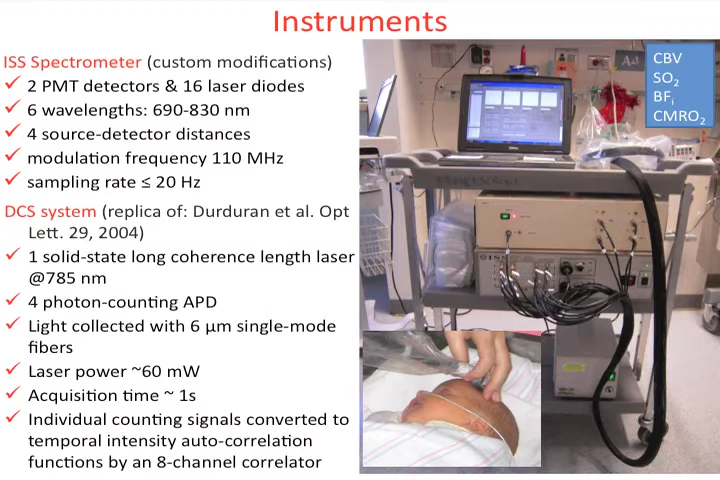 Instruments
ISS Spectrometer (custom modifications)
✓ 2 PMT detectors & 16 laser diodes
✓ 6 wavelengths: 690-830 nm
✓ 4 source-detector distances
✓ modulation frequency 110 MHz
✓ sampling rate ≤ 20 Hz
DCS system (replica of: Durduran et al. Opt
Lett. 29, 2004)
✓ 1 solid-state long coherence length laser
@785 nm
✓ 4 photon-counting APD
✓ Light collected with 6 µm single-mode
fibers
✓ Laser power ~60 mW
✓ Acquisition time ~ 1s
✓ Individual counting signals converted to
temporal intensity auto-correlation
functions by an 8-channel correlator
CBV
SO₂
BFᵢ
CMRO₂
ISS